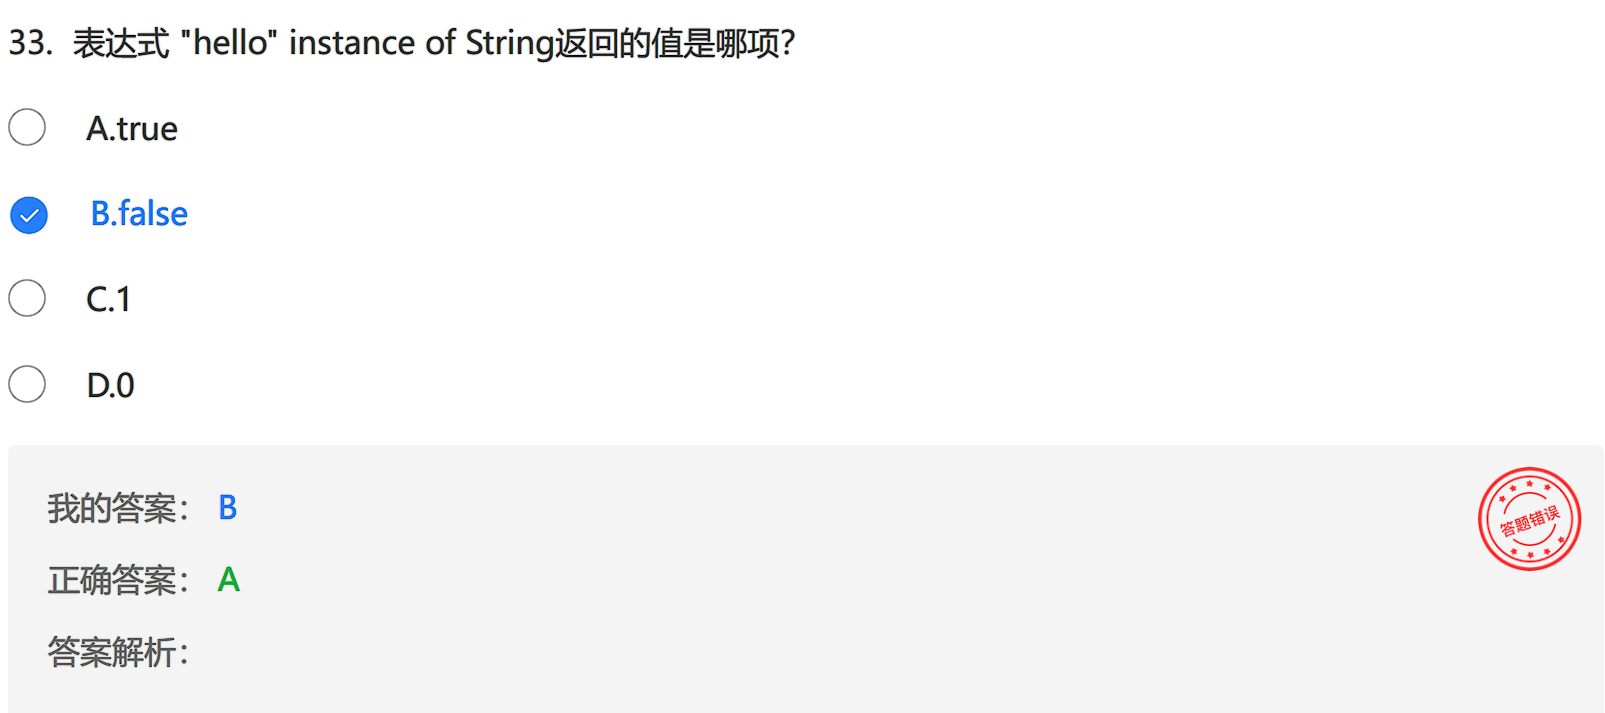 33. 表达式 "hello" instance of String返回的值是哪项?
A.true
B.false
C.1
D.0
我的答案： B
答题错误
正确答案： A
答案解析：